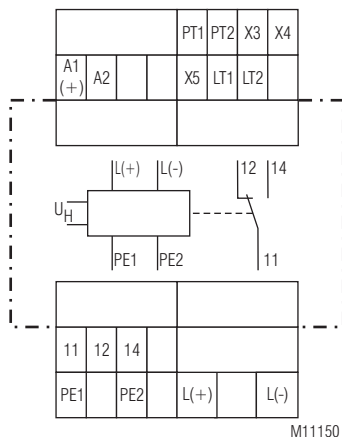 PT1 PT2 X3 X4
A1 (+) A2 X5 LT1 LT2
L(+) L(-) 12 14
UH
PE1 PE2 11
11 12 14
PE1 PE2 L(+) L(-)
M11150